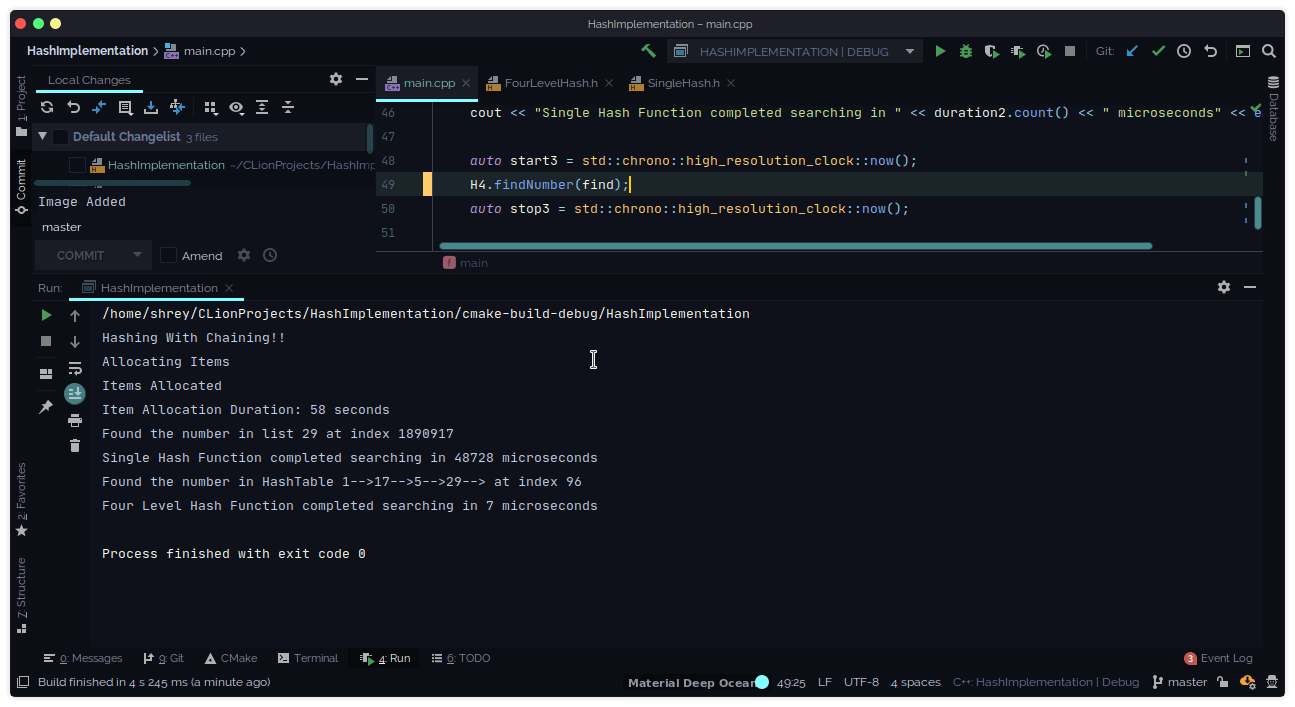 HashImplementation – main.cpp
HashImplementation > main.cpp >
HASHIMPLEMENTATION | DEBUG
Git:
1: Project
Commit
2: Favorites
7: Structure
Local Changes
Default Changelist 3 files
HashImplementation ~/CLionProjects/HashImp
Image Added
master
COMMIT
Amend
main.cpp
FourLevelHash.h
SingleHash.h
46 cout << "Single Hash Function completed searching in " << duration2.count() << " microseconds" << e
47
48 auto start3 = std::chrono::high_resolution_clock::now();
49 H4.findNumber(find);
50 auto stop3 = std::chrono::high_resolution_clock::now();
51
f main
Database
Run: HashImplementation
/home/shrey/CLionProjects/HashImplementation/cmake-build-debug/HashImplementation
Hashing With Chaining!!
Allocating Items
Items Allocated
Item Allocation Duration: 58 seconds
Found the number in list 29 at index 1890917
Single Hash Function completed searching in 48728 microseconds
Found the number in HashTable 1-->17-->5-->29--> at index 96
Four Level Hash Function completed searching in 7 microseconds
Process finished with exit code 0
0: Messages 9: Git CMake Terminal 4: Run 6: TODO 3 Event Log
Build finished in 4 s 245 ms (a minute ago) Material Deep Ocean 49:25 LF UTF-8 4 spaces C++: HashImplementation | Debug master